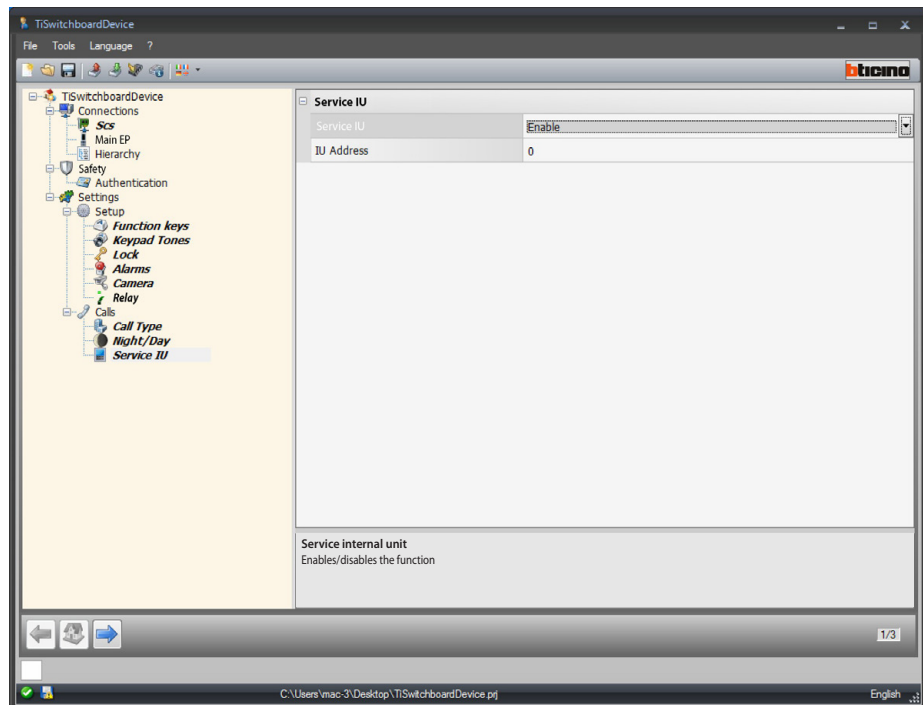 TiSwitchboardDevice
File Tools Language ?
bticino
TiSwitchboardDevice
Connections
Scs
Main EP
Hierarchy
Safety
Authentication
Settings
Setup
Function keys
Keypad Tones
Lock
Alarms
Camera
Relay
Calls
Call Type
Night/Day
Service IU
Service IU
Service IU Enable
IU Address 0
Service internal unit
Enables/disables the function
1/3
C:\Users\mac-3\Desktop\TiSwitchboardDevice.prj English